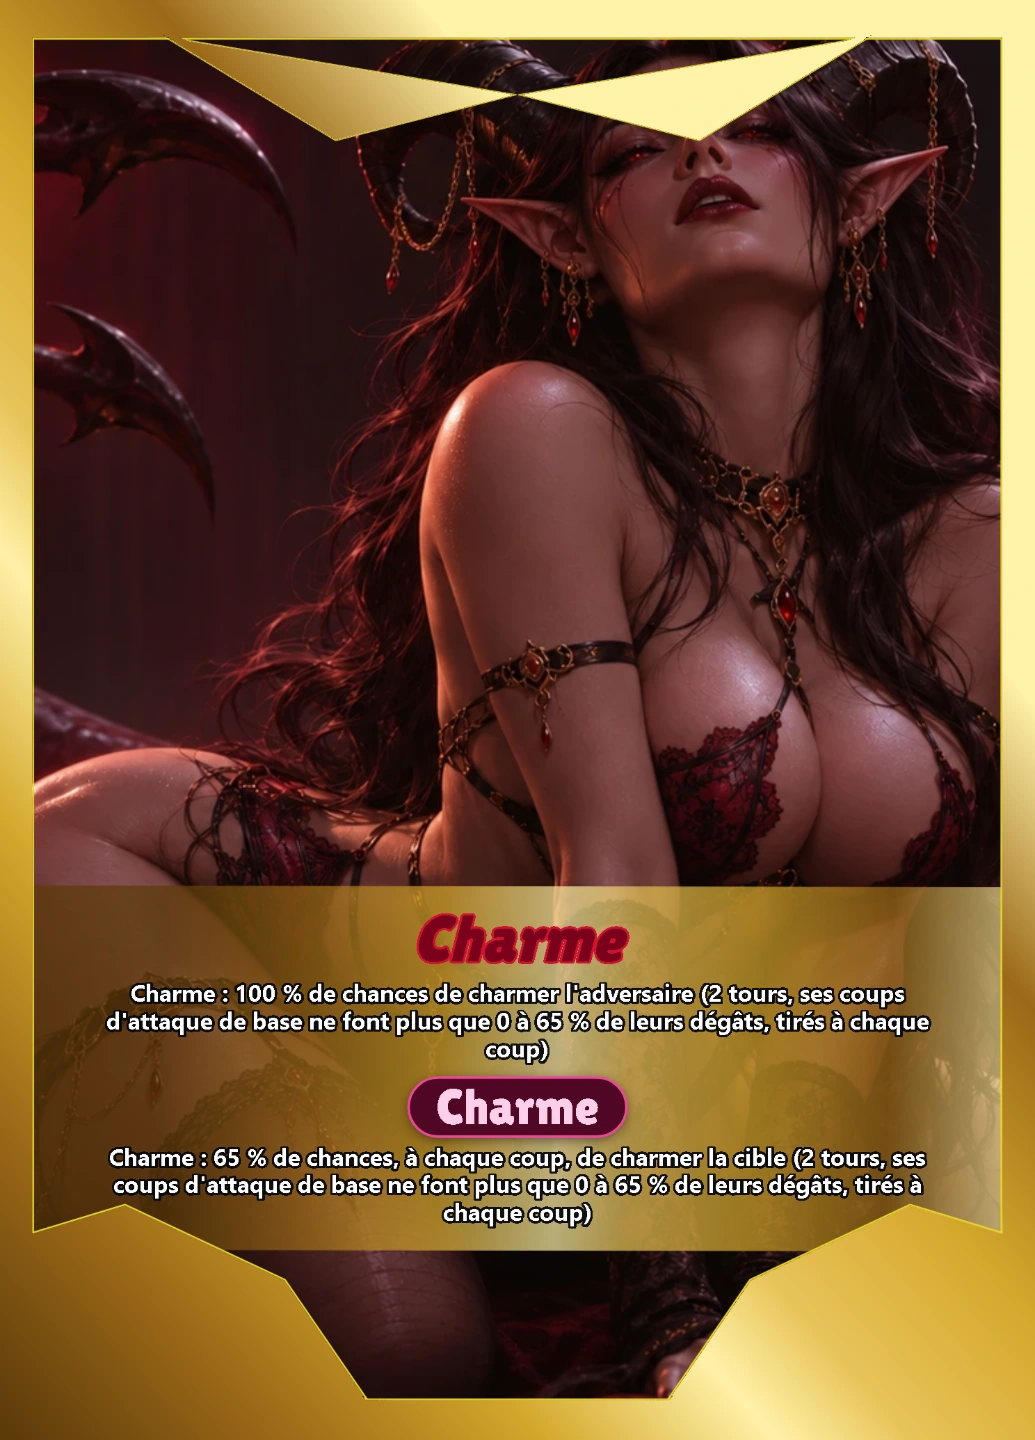 Charme
Charme : 100 % de chances de charmer l'adversaire (2 tours, ses coups
d'attaque de base ne font plus que 0 à 65 % de leurs dégâts, tirés à chaque
coup)
Charme
Charme : 65 % de chances, à chaque coup, de charmer la cible (2 tours, ses
coups d'attaque de base ne font plus que 0 à 65 % de leurs dégâts, tirés à
chaque coup)